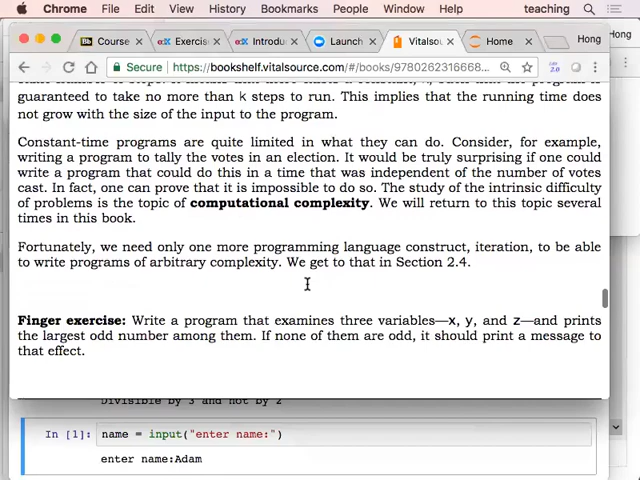 Chrome File Edit View History Bookmarks People Window Help teaching
Bb Course Exercis Introdu Launch Vitalsou Home Hong
Secure https://bookshelf.vitalsource.com/#/books/9780262316668...
guaranteed to take no more than k steps to run. This implies that the running time does
not grow with the size of the input to the program.
Constant-time programs are quite limited in what they can do. Consider, for example,
writing a program to tally the votes in an election. It would be truly surprising if one could
write a program that could do this in a time that was independent of the number of votes
cast. In fact, one can prove that it is impossible to do so. The study of the intrinsic difficulty
of problems is the topic of computational complexity. We will return to this topic several
times in this book.
Fortunately, we need only one more programming language construct, iteration, to be able
to write programs of arbitrary complexity. We get to that in Section 2.4.
Finger exercise: Write a program that examines three variables—x, y, and z—and prints
the largest odd number among them. If none of them are odd, it should print a message to
that effect.
Divisible by 3 and not by 2
In [1]: name = input("enter name:")
enter name:Adam